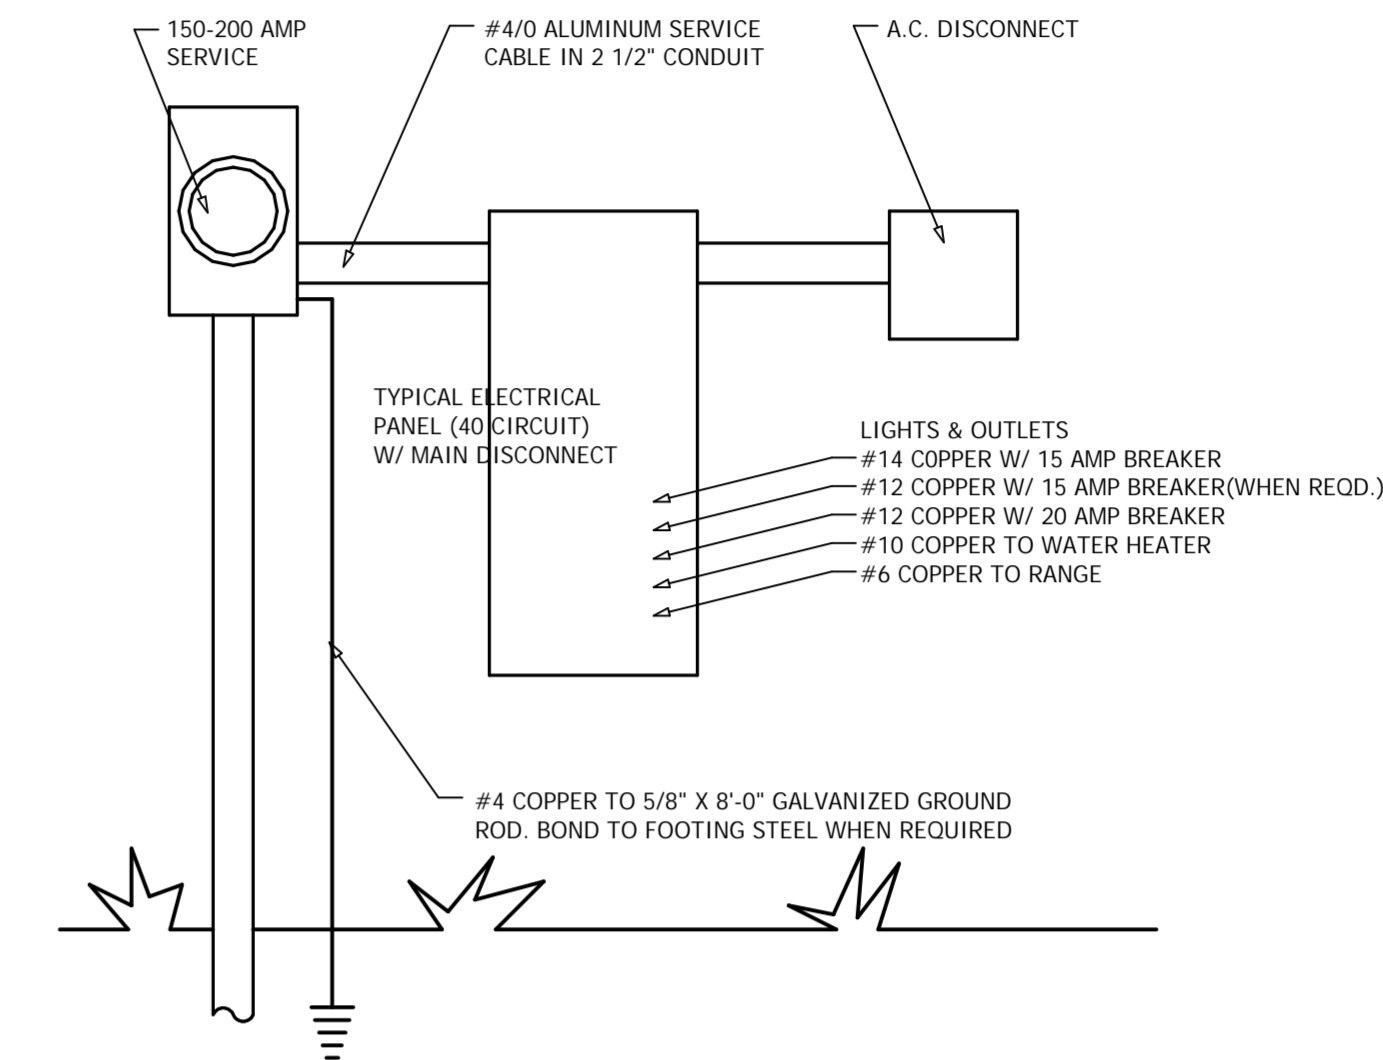 150-200 AMP
SERVICE
#4/0 ALUMINUM SERVICE
CABLE IN 2 1/2" CONDUIT
A.C. DISCONNECT
TYPICAL ELECTRICAL
PANEL (40 CIRCUIT)
W/ MAIN DISCONNECT
LIGHTS & OUTLETS
#14 COPPER W/ 15 AMP BREAKER
#12 COPPER W/ 15 AMP BREAKER(WHEN REQD.)
#12 COPPER W/ 20 AMP BREAKER
#10 COPPER TO WATER HEATER
#6 COPPER TO RANGE
#4 COPPER TO 5/8" X 8'-0" GALVANIZED GROUND
ROD. BOND TO FOOTING STEEL WHEN REQUIRED